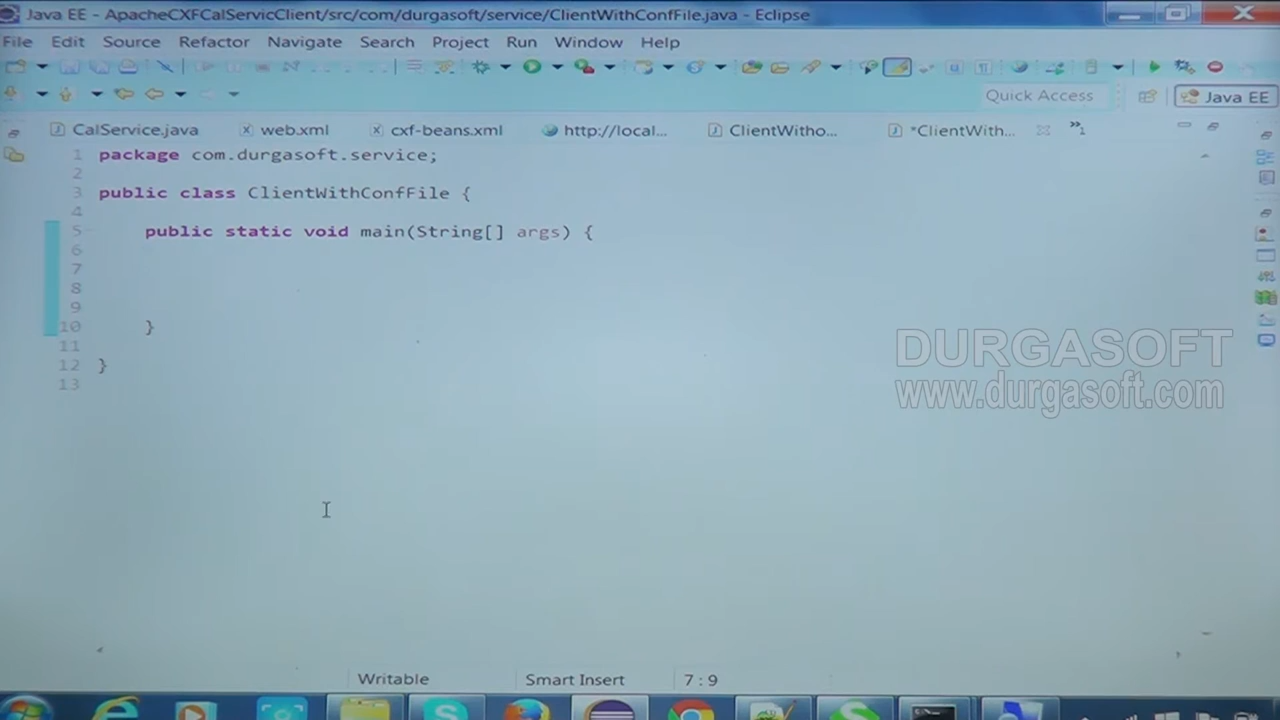 Java EE - ApacheCXFCalServicClient/src/com/durgasoft/service/ClientWithConfFile.java - Eclipse
File Edit Source Refactor Navigate Search Project Run Window Help
Quick Access
Java EE
CalService.java
web.xml
cxf-beans.xml
http://local...
ClientWitho...
*ClientWith...
1 package com.durgasoft.service;
2
3 public class ClientWithConfFile {
4
5 public static void main(String[] args) {
6
7
8
9
10 }
11
12 }
13
DURGASOFT
www.durgasoft.com
Writable
Smart Insert
7 : 9